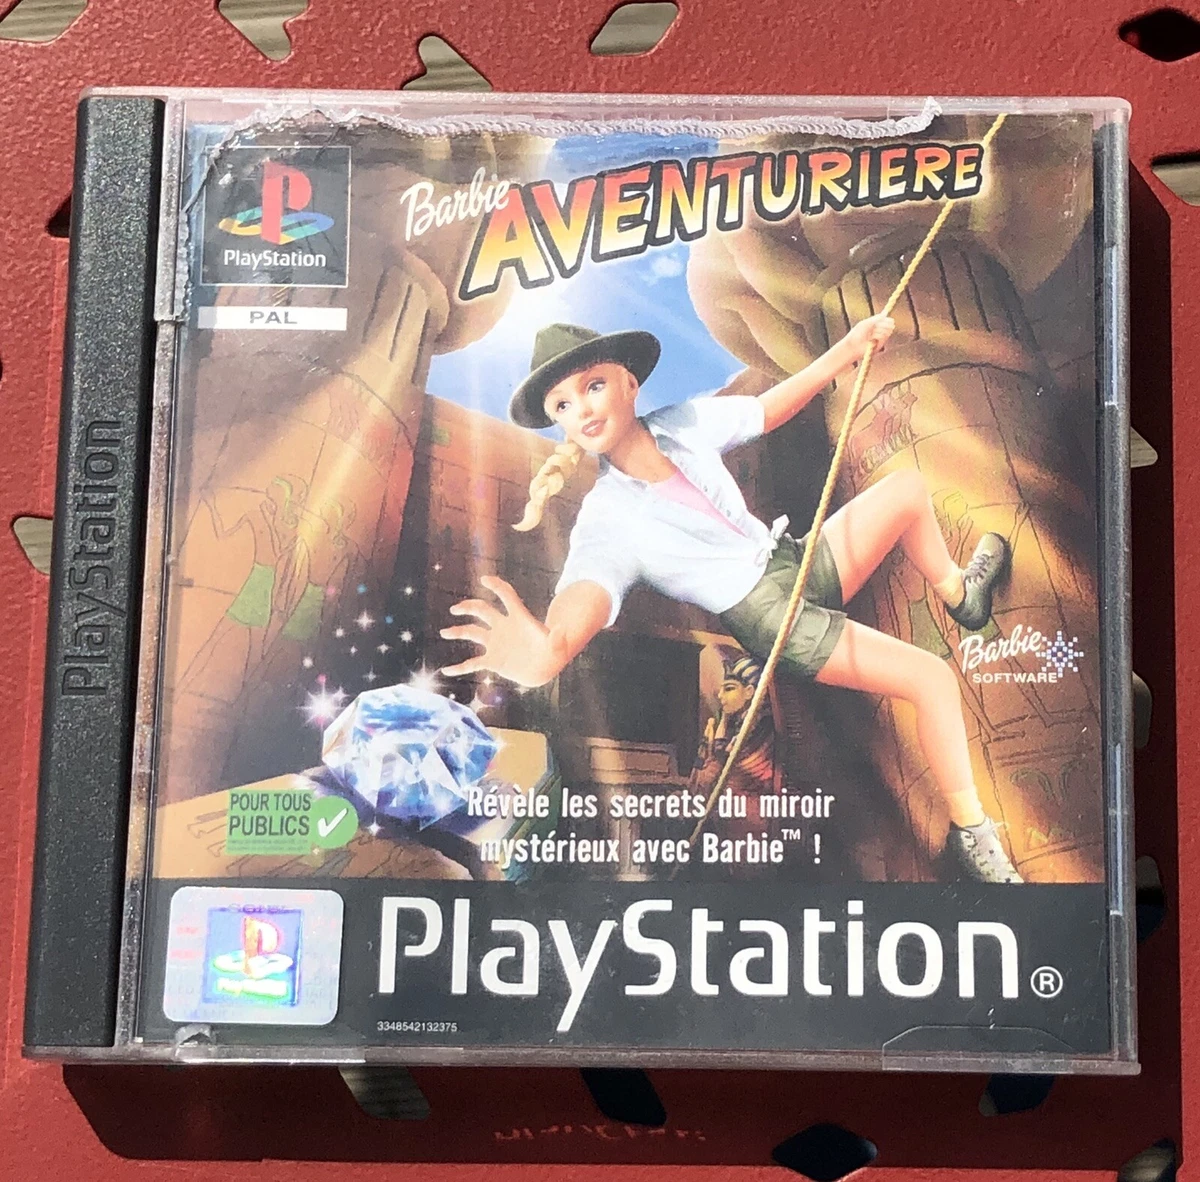 PlayStation
PlayStation
PAL
Barbie
AVENTURIERE
Barbie
SOFTWARE
POUR TOUS
PUBLICS
Révèle les secrets du miroir
mystérieux avec Barbie™ !
SONY
PlayStation®
3348542132375